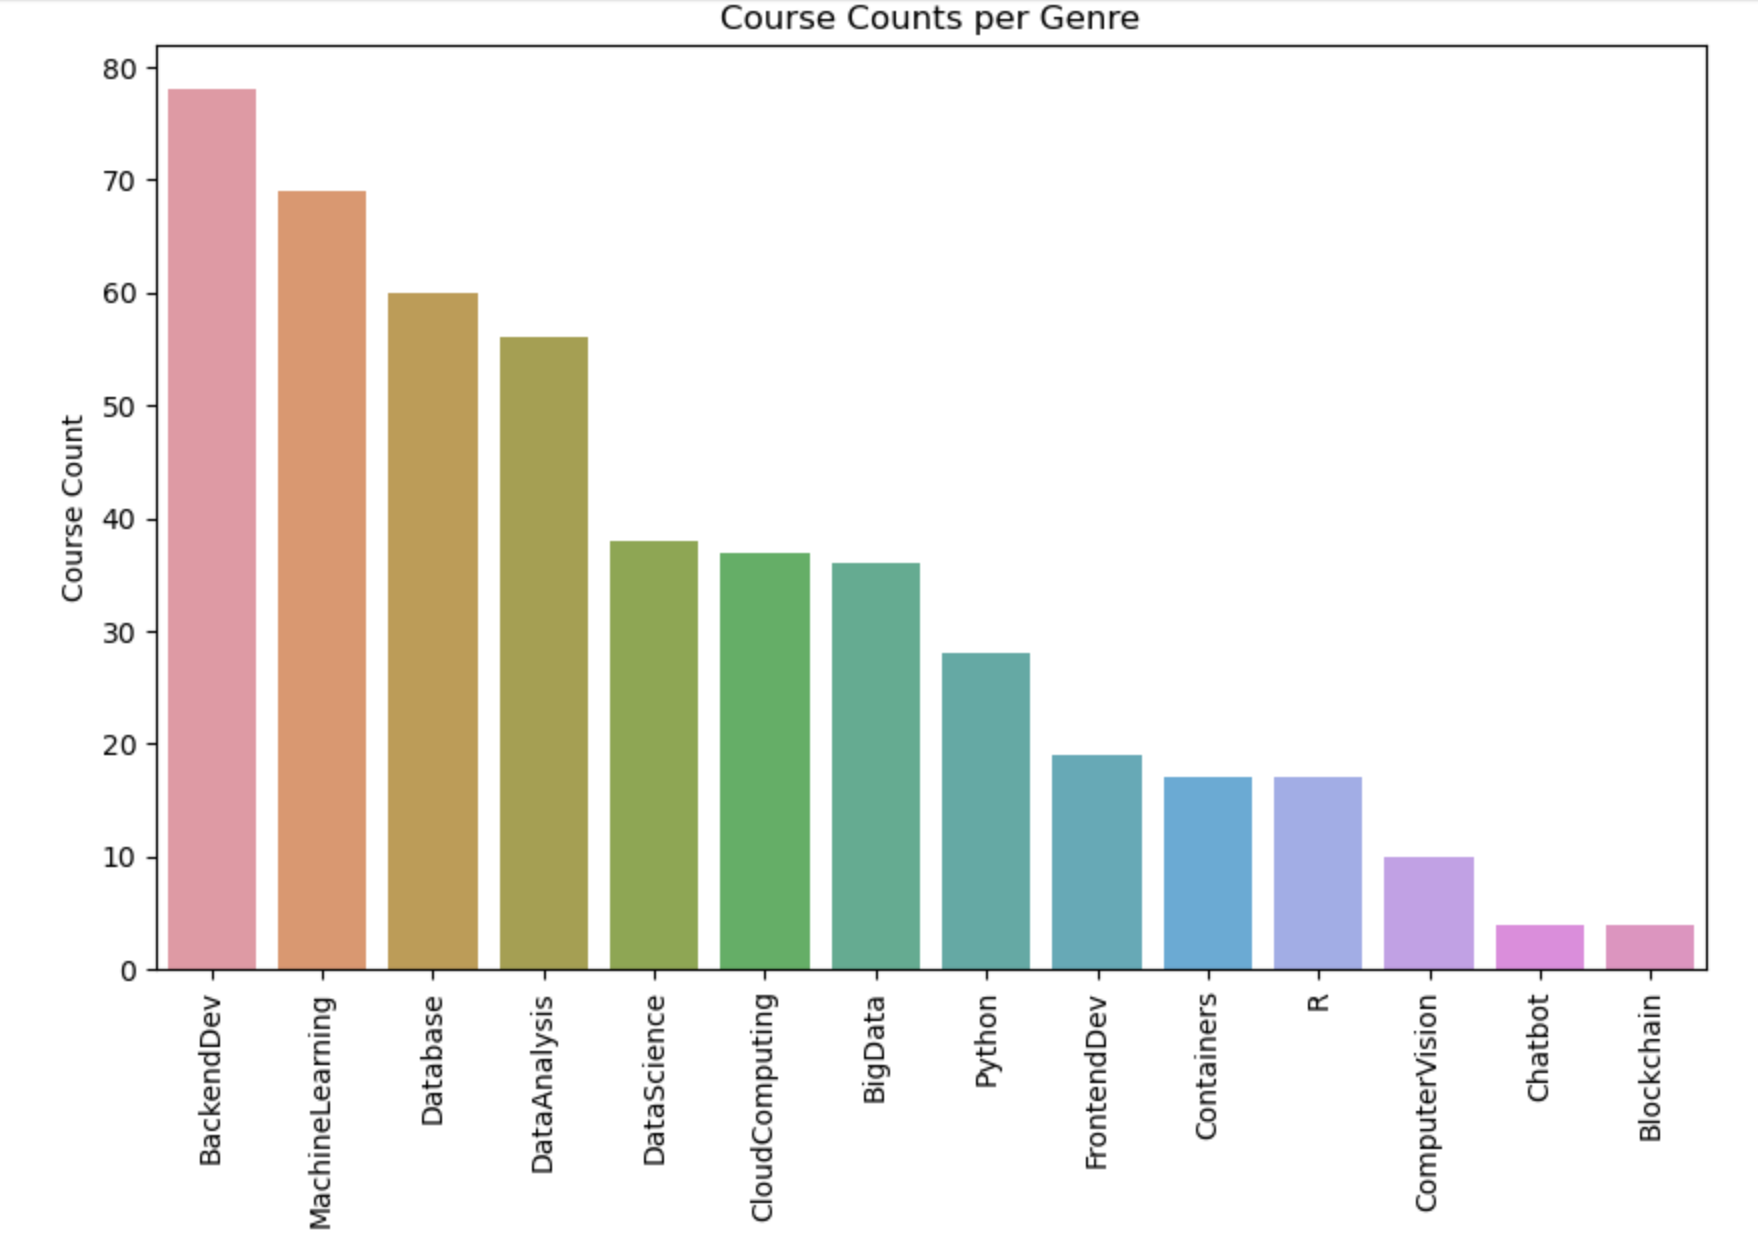 Course Counts per Genre
80
70
60
50
40
30
20
10
0
Course Count
BackendDev
MachineLearning
Database
DataAnalysis
DataScience
CloudComputing
BigData
Python
FrontendDev
Containers
R
ComputerVision
Chatbot
Blockchain